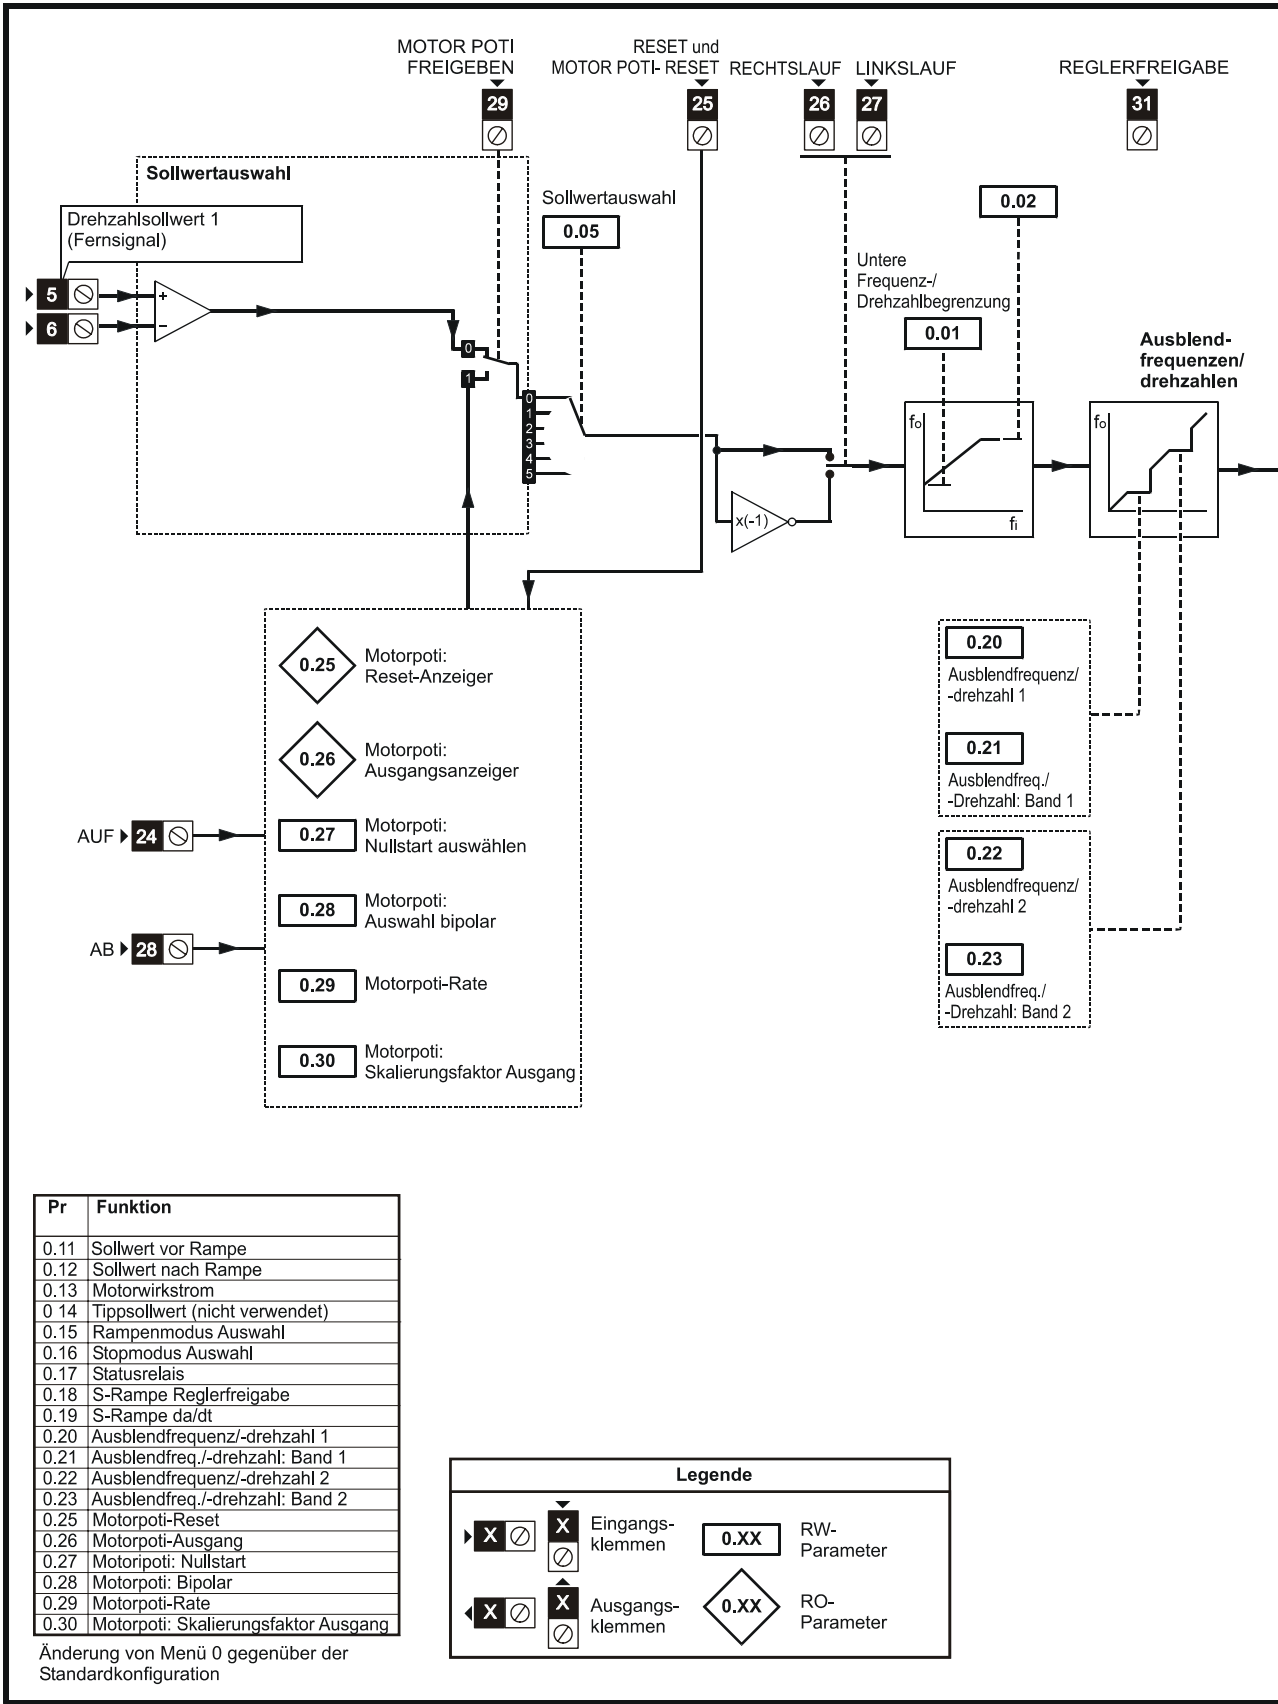 MOTOR POTI
FREIGEBEN
29
RESET und
MOTOR POTI- RESET
25
RECHTSLAUF
26
LINKSLAUF
27
REGLERFREIGABE
31
Sollwertauswahl
Drehzahlsollwert 1
(Fernsignal)
5
6
+
−
0
1
0
1
2
3
4
5
Sollwertauswahl
0.05
x(-1)
0.02
Untere
Frequenz-/
Drehzahlbegrenzung
0.01
fo
fi
Ausblend-
frequenzen/
drehzahlen
fo
0.25
Motorpoti:
Reset-Anzeiger
0.26
Motorpoti:
Ausgangsanzeiger
AUF
24
0.27
Motorpoti:
Nullstart auswählen
0.28
Motorpoti:
Auswahl bipolar
AB
28
0.29
Motorpoti-Rate
0.30
Motorpoti:
Skalierungsfaktor Ausgang
0.20
Ausblendfrequenz/
-drehzahl 1
0.21
Ausblendfreq./
-Drehzahl: Band 1
0.22
Ausblendfrequenz/
-drehzahl 2
0.23
Ausblendfreq./
-Drehzahl: Band 2
Pr Funktion
0.11 Sollwert vor Rampe
0.12 Sollwert nach Rampe
0.13 Motorwirkstrom
0 14 Tippsollwert (nicht verwendet)
0.15 Rampenmodus Auswahl
0.16 Stopmodus Auswahl
0.17 Statusrelais
0.18 S-Rampe Reglerfreigabe
0.19 S-Rampe da/dt
0.20 Ausblendfrequenz/-drehzahl 1
0.21 Ausblendfreq./-drehzahl: Band 1
0.22 Ausblendfrequenz/-drehzahl 2
0.23 Ausblendfreq./-drehzahl: Band 2
0.25 Motorpoti-Reset
0.26 Motorpoti-Ausgang
0.27 Motoripoti: Nullstart
0.28 Motorpoti: Bipolar
0.29 Motorpoti-Rate
0.30 Motorpoti: Skalierungsfaktor Ausgang
Änderung von Menü 0 gegenüber der
Standardkonfiguration
Legende
X
X
Eingangs-
klemmen
0.XX
RW-
Parameter
X
X
Ausgangs-
klemmen
0.XX
RO-
Parameter